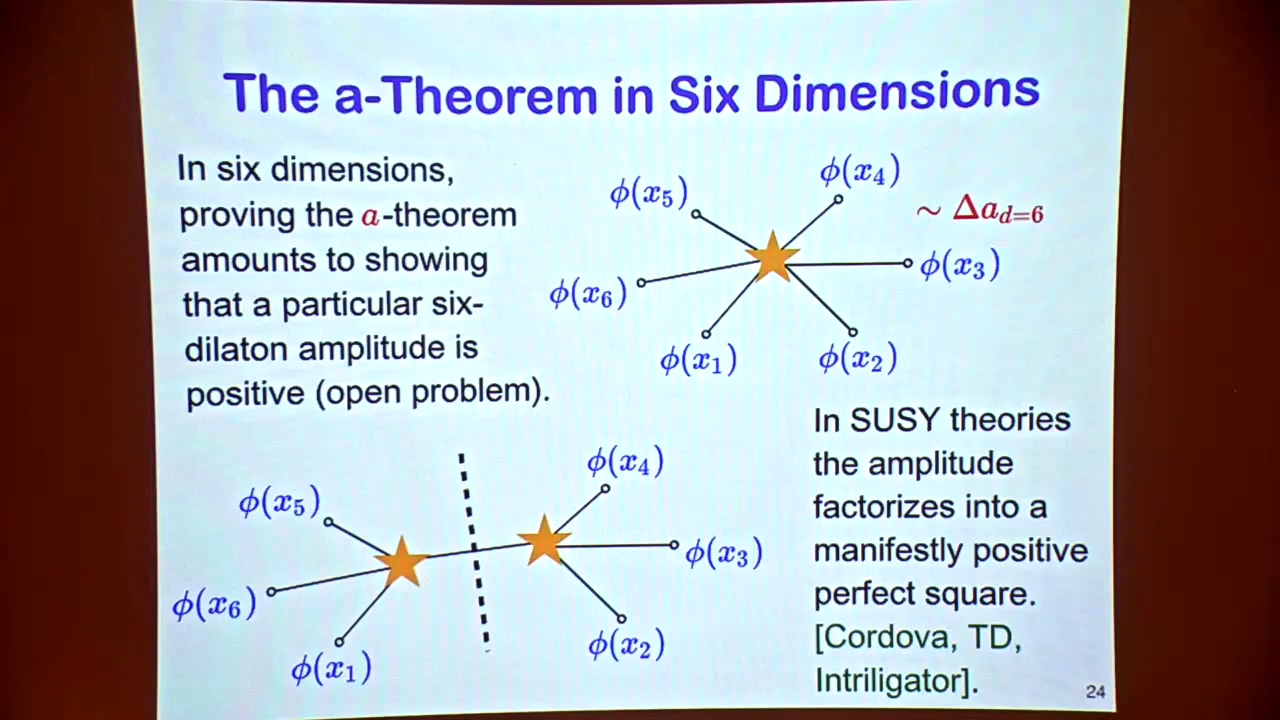 The a-Theorem in Six Dimensions
In six dimensions,
proving the a-theorem
amounts to showing
that a particular six-
dilaton amplitude is
positive (open problem).
ϕ(x₅)
ϕ(x₄)
∼ Δa_{d=6}
ϕ(x₆)
ϕ(x₃)
ϕ(x₁)
ϕ(x₂)
ϕ(x₅)
ϕ(x₄)
ϕ(x₆)
ϕ(x₃)
ϕ(x₁)
ϕ(x₂)
In SUSY theories
the amplitude
factorizes into a
manifestly positive
perfect square.
[Cordova, TD,
Intriligator].
24